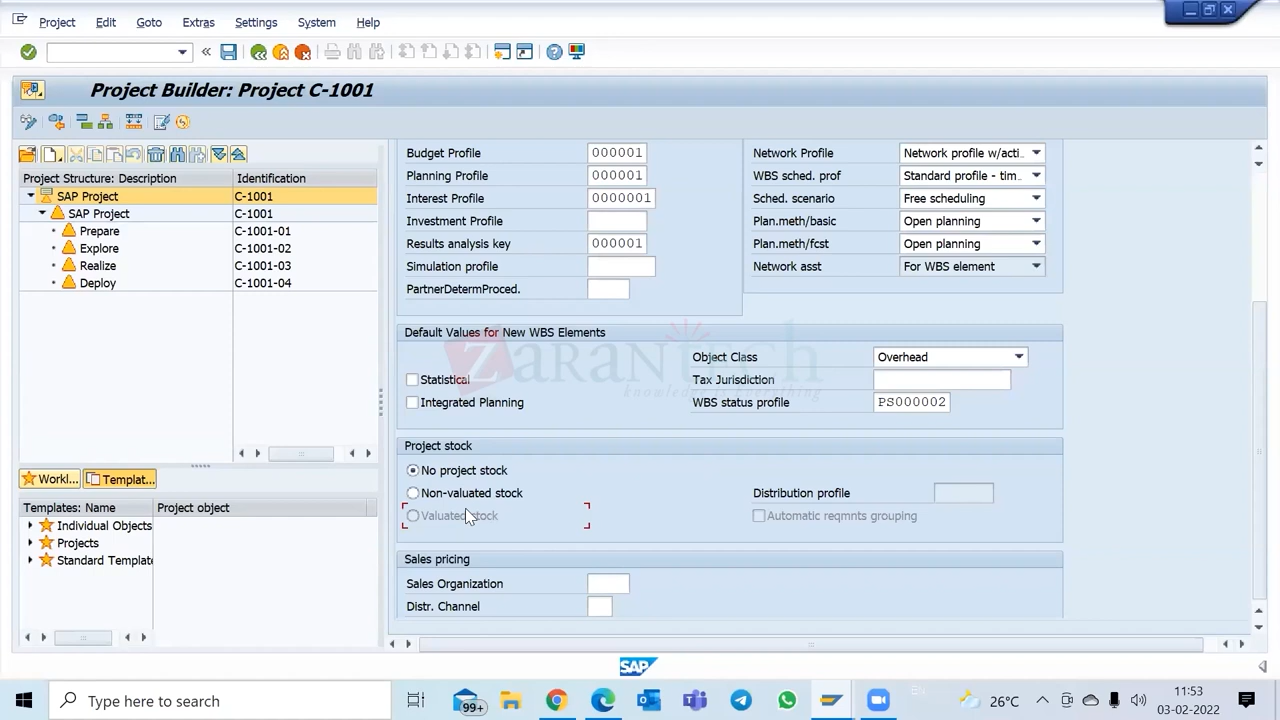 Project Edit Goto Extras Settings System Help
Project Builder: Project C-1001
Project Structure: Description Identification
SAP Project C-1001
SAP Project C-1001
Prepare C-1001-01
Explore C-1001-02
Realize C-1001-03
Deploy C-1001-04
Workl... Templat...
Templates: Name Project object
Individual Objects
Projects
Standard Template
Budget Profile 000001
Planning Profile 000001
Interest Profile 0000001
Investment Profile
Results analysis key 000001
Simulation profile
PartnerDetermProced.
Network Profile Network profile w/acti..
WBS sched. prof Standard profile - tim..
Sched. scenario Free scheduling
Plan.meth/basic Open planning
Plan.meth/fcst Open planning
Network asst For WBS element
Default Values for New WBS Elements
Object Class Overhead
Statistical Tax Jurisdiction
Integrated Planning WBS status profile PS000002
ZaranTech
knowledge is everything
Project stock
No project stock
Non-valuated stock Distribution profile
Valuated stock Automatic reqmnts grouping
Sales pricing
Sales Organization
Distr. Channel
SAP
Type here to search
99+
26°C
11:53
03-02-2022